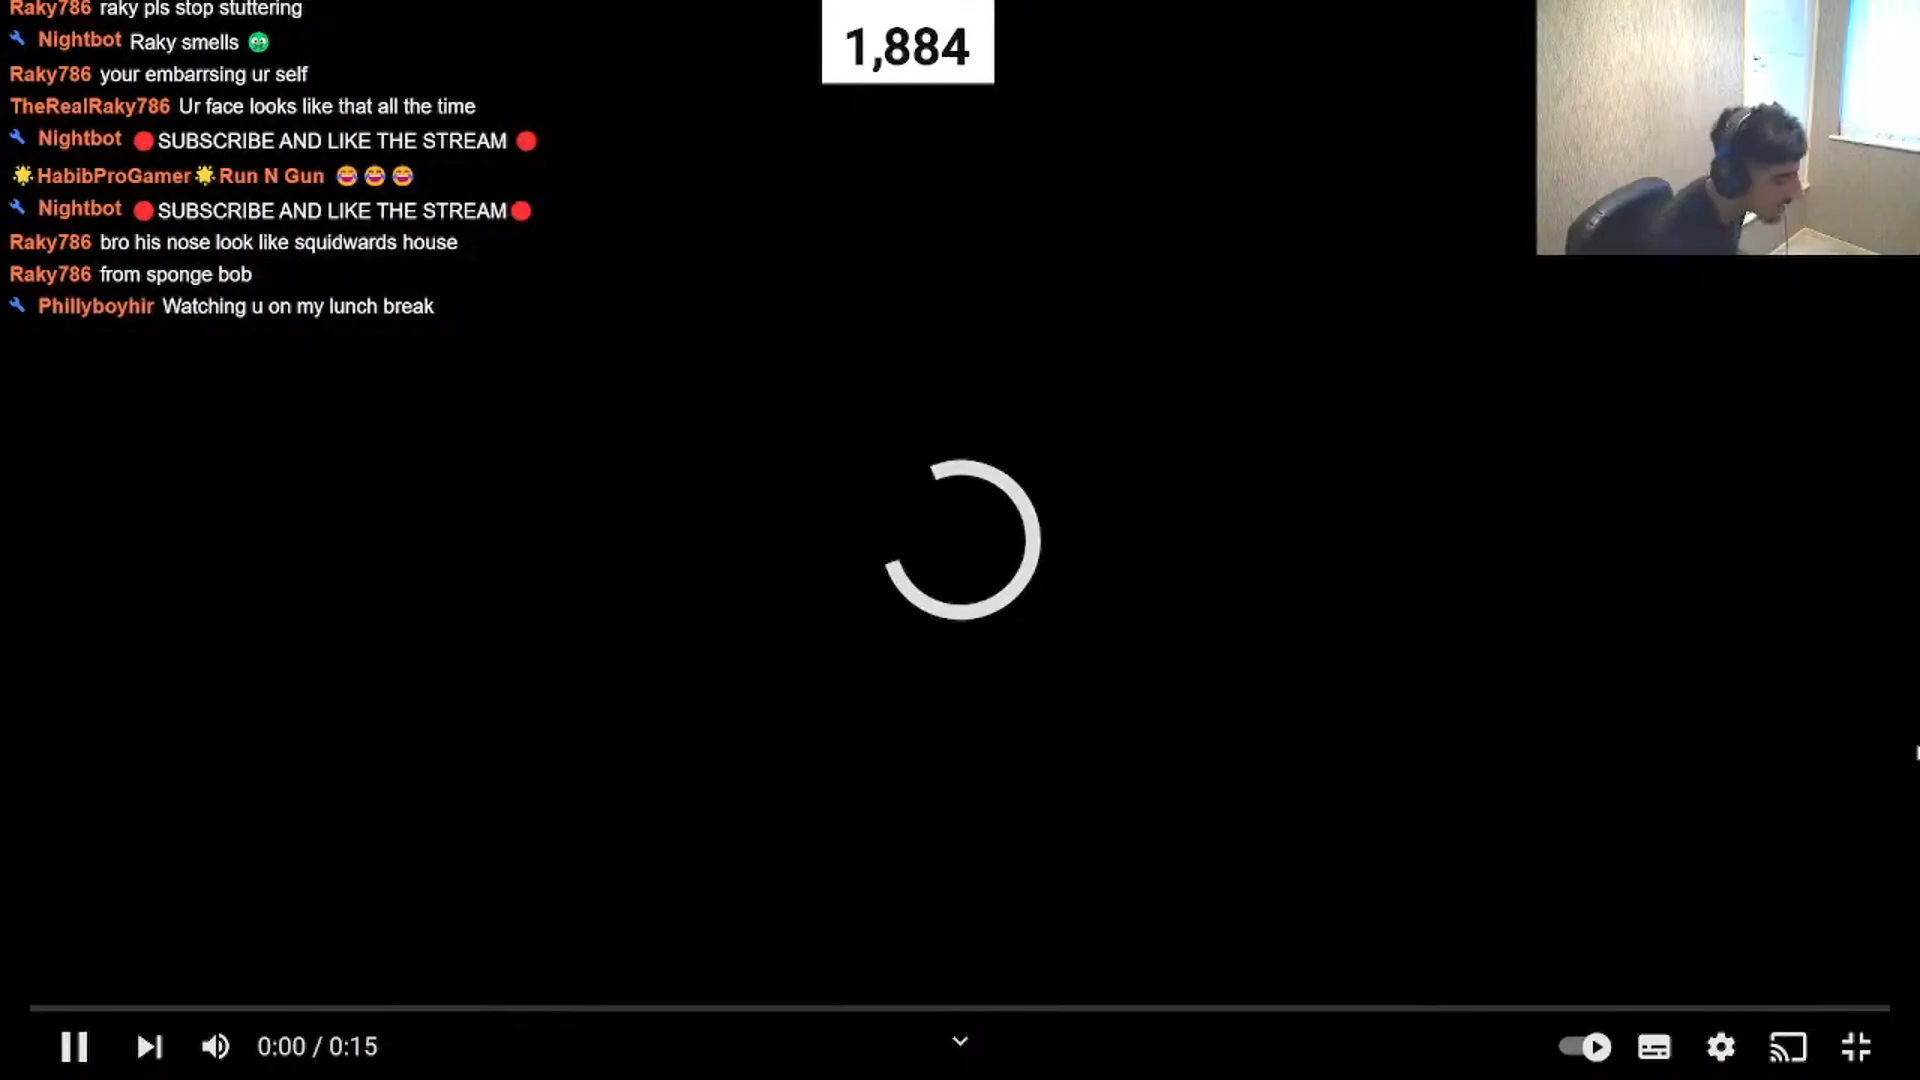 Raky786 raky pls stop stuttering
Nightbot Raky smells 🤢
Raky786 your embarrsing ur self
TheRealRaky786 Ur face looks like that all the time
Nightbot 🔴SUBSCRIBE AND LIKE THE STREAM 🔴
🌟HabibProGamer🌟Run N Gun 😂😂😂
Nightbot 🔴SUBSCRIBE AND LIKE THE STREAM🔴
Raky786 bro his nose look like squidwards house
Raky786 from sponge bob
Phillyboyhir Watching u on my lunch break
1,884
0:00 / 0:15